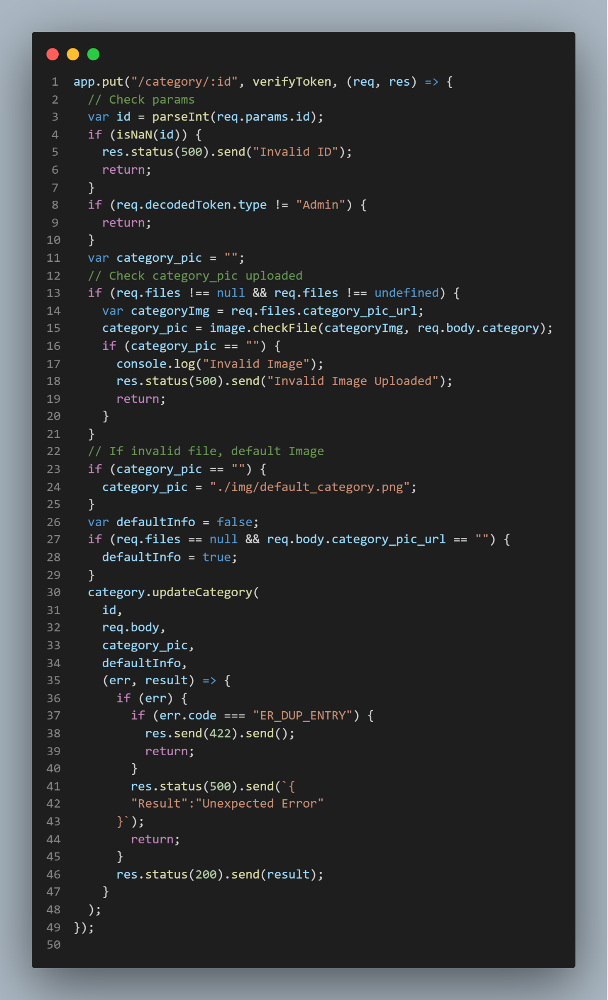 1 app.put("/category/:id", verifyToken, (req, res) => {
2   // Check params
3   var id = parseInt(req.params.id);
4   if (isNaN(id)) {
5     res.status(500).send("Invalid ID");
6     return;
7   }
8   if (req.decodedToken.type != "Admin") {
9     return;
10   }
11   var category_pic = "";
12   // Check category_pic uploaded
13   if (req.files !== null && req.files !== undefined) {
14     var categoryImg = req.files.category_pic_url;
15     category_pic = image.checkFile(categoryImg, req.body.category);
16     if (category_pic == "") {
17       console.log("Invalid Image");
18       res.status(500).send("Invalid Image Uploaded");
19       return;
20     }
21   }
22   // If invalid file, default Image
23   if (category_pic == "") {
24     category_pic = "./img/default_category.png";
25   }
26   var defaultInfo = false;
27   if (req.files == null && req.body.category_pic_url == "") {
28     defaultInfo = true;
29   }
30   category.updateCategory(
31     id,
32     req.body,
33     category_pic,
34     defaultInfo,
35     (err, result) => {
36       if (err) {
37         if (err.code === "ER_DUP_ENTRY") {
38           res.send(422).send();
39           return;
40         }
41         res.status(500).send(`{
42         "Result":"Unexpected Error"
43       }`);
44         return;
45       }
46       res.status(200).send(result);
47     }
48   );
49 });
50